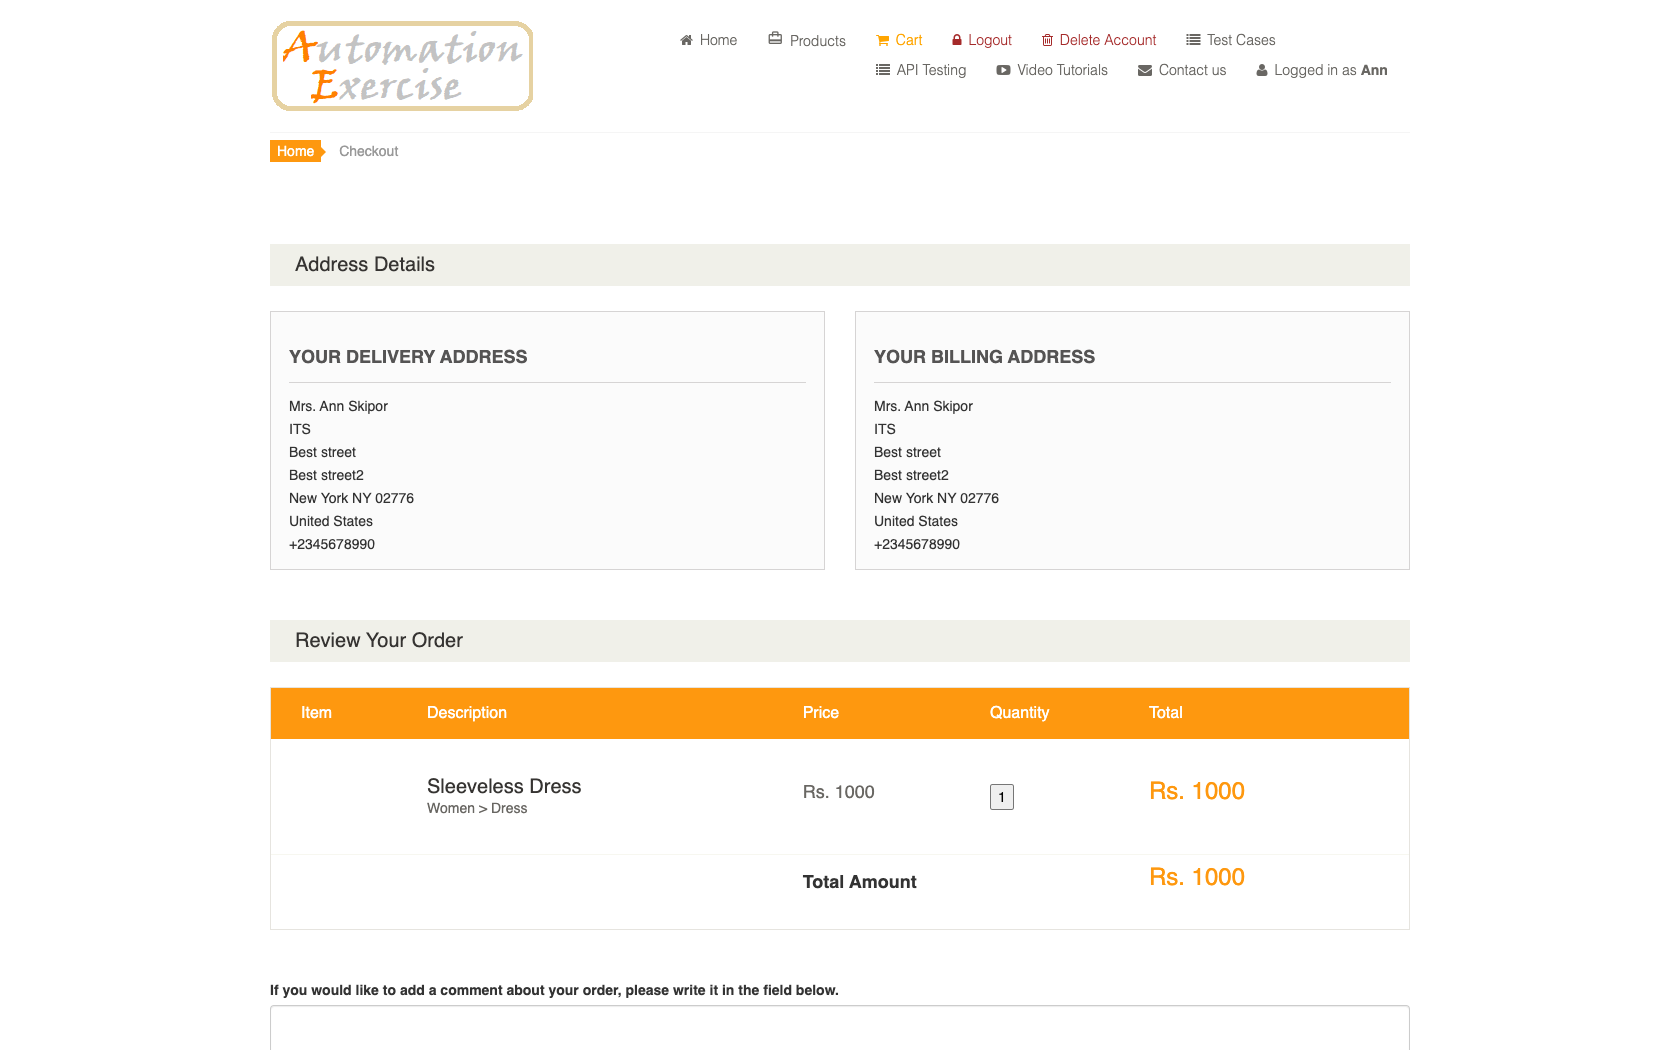 Automation
Exercise
Home
Products
Cart
Logout
Delete Account
Test Cases
API Testing
Video Tutorials
Contact us
Logged in as Ann
Home
Checkout
Address Details
YOUR DELIVERY ADDRESS
Mrs. Ann Skipor
ITS
Best street
Best street2
New York NY 02776
United States
+2345678990
YOUR BILLING ADDRESS
Mrs. Ann Skipor
ITS
Best street
Best street2
New York NY 02776
United States
+2345678990
Review Your Order
Item Description Price Quantity Total
Sleeveless Dress
Women > Dress
Rs. 1000
1
Rs. 1000
Total Amount Rs. 1000
If you would like to add a comment about your order, please write it in the field below.